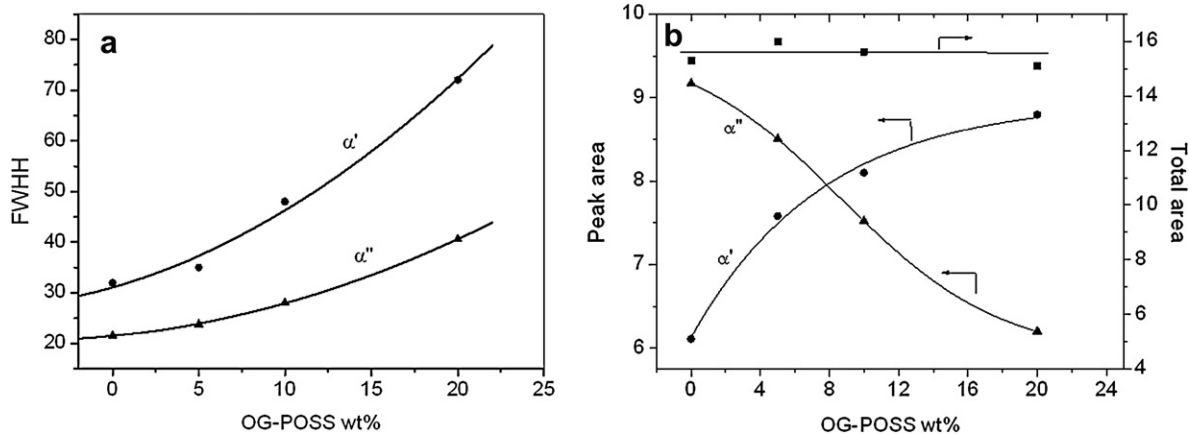 a
80
70
60
50
40
30
20
FWHH
α'
α"
0 5 10 15 20 25
OG-POSS wt%
b
10
9
8
7
6
Peak area
α"
α'
16
14
12
10
8
6
4
Total area
0 4 8 12 16 20 24
OG-POSS wt%